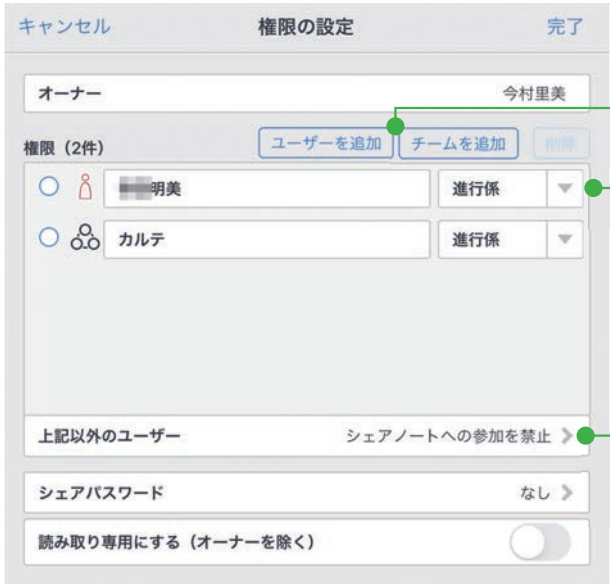 キャンセル 権限の設定 完了
オーナー 今村里美
権限（2件） ユーザーを追加 チームを追加 削除
明美 進行係
カルテ 進行係
上記以外のユーザー シェアノートへの参加を禁止
シェアパスワード なし
読み取り専用にする（オーナーを除く）